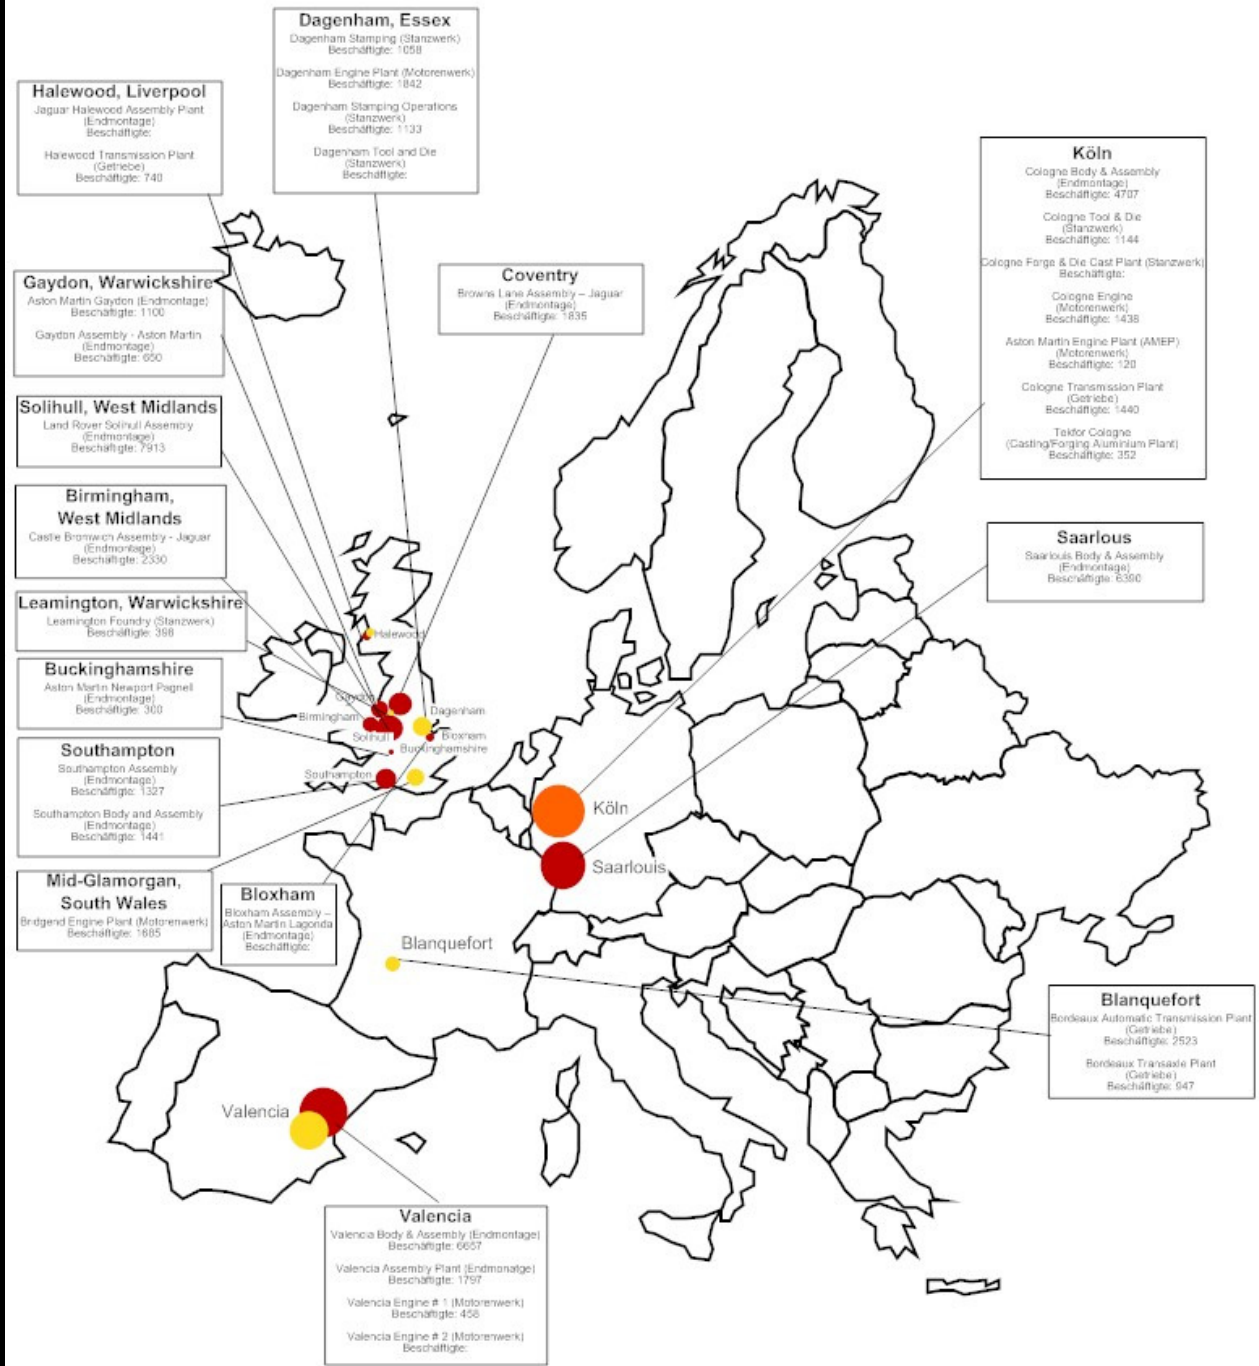 Dagenham, Essex
Dagenham Stamping (Stanzwerk)
Beschäftigte: 1058
Dagenham Engine Plant (Motorenwerk)
Beschäftigte: 1842
Dagenham Stamping Operations
(Stanzwerk)
Beschäftigte: 1133
Dagenham Tool and Die
(Stanzwerk)
Beschäftigte:
Halewood, Liverpool
Jaguar Halewood Assembly Plant
(Endmontage)
Beschäftigte:
Halewood Transmission Plant
(Getriebe)
Beschäftigte: 740
Gaydon, Warwickshire
Aston Martin Gaydon (Endmontage)
Beschäftigte: 1100
Gaydon Assembly - Aston Martin
(Endmontage)
Beschäftigte: 650
Coventry
Browns Lane Assembly – Jaguar
(Endmontage)
Beschäftigte: 1835
Köln
Cologne Body & Assembly
(Endmontage)
Beschäftigte: 4707
Cologne Tool & Die
(Stanzwerk)
Beschäftigte: 1144
Cologne Forge & Die Cast Plant (Stanzwerk)
Beschäftigte:
Cologne Engine
(Motorenwerk)
Beschäftigte: 1438
Aston Martin Engine Plant (AMEP)
(Motorenwerk)
Beschäftigte: 120
Cologne Transmission Plant
(Getriebe)
Beschäftigte: 1440
Tekfor Cologne
(Casting/Forging Aluminium Plant)
Beschäftigte: 352
Solihull, West Midlands
Land Rover Solihull Assembly
(Endmontage)
Beschäftigte: 7913
Birmingham,
West Midlands
Castle Bromwich Assembly - Jaguar
(Endmontage)
Beschäftigte: 2330
Saarlous
Saarlouis Body & Assembly
(Endmontage)
Beschäftigte: 6390
Leamington, Warwickshire
Leamington Foundry (Stanzwerk)
Beschäftigte: 398
Buckinghamshire
Aston Martin Newport Pagnell
(Endmontage)
Beschäftigte: 300
Southampton
Southampton Assembly
(Endmontage)
Beschäftigte: 1327
Southampton Body and Assembly
(Endmontage)
Beschäftigte: 1441
Mid-Glamorgan,
South Wales
Bridgend Engine Plant (Motorenwerk)
Beschäftigte: 1685
Bloxham
Bloxham Assembly –
Aston Martin Lagonda
(Endmontage)
Beschäftigte:
Halewood
Gaydon
Birmingham
Solihull
Dagenham
Bloxham
Buckinghamshire
Southampton
Köln
Saarlouis
Blanquefort
Valencia
Blanquefort
Bordeaux Automatic Transmission Plant
(Getriebe)
Beschäftigte: 2523
Bordeaux Transaxle Plant
(Getriebe)
Beschäftigte: 947
Valencia
Valencia Body & Assembly (Endmontage)
Beschäftigte: 6657
Valencia Assembly Plant (Endmonatge)
Beschäftigte: 1797
Valencia Engine # 1 (Motorenwerk)
Beschäftigte: 458
Valencia Engine # 2 (Motorenwerk)
Beschäftigte: